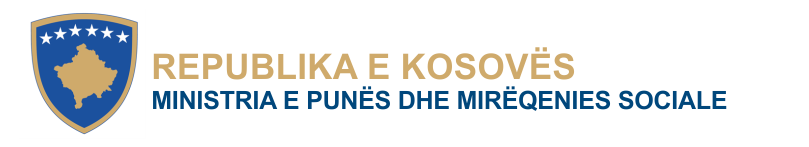 REPUBLIKA E KOSOVËS
MINISTRIA E PUNËS DHE MIRËQENIES SOCIALE